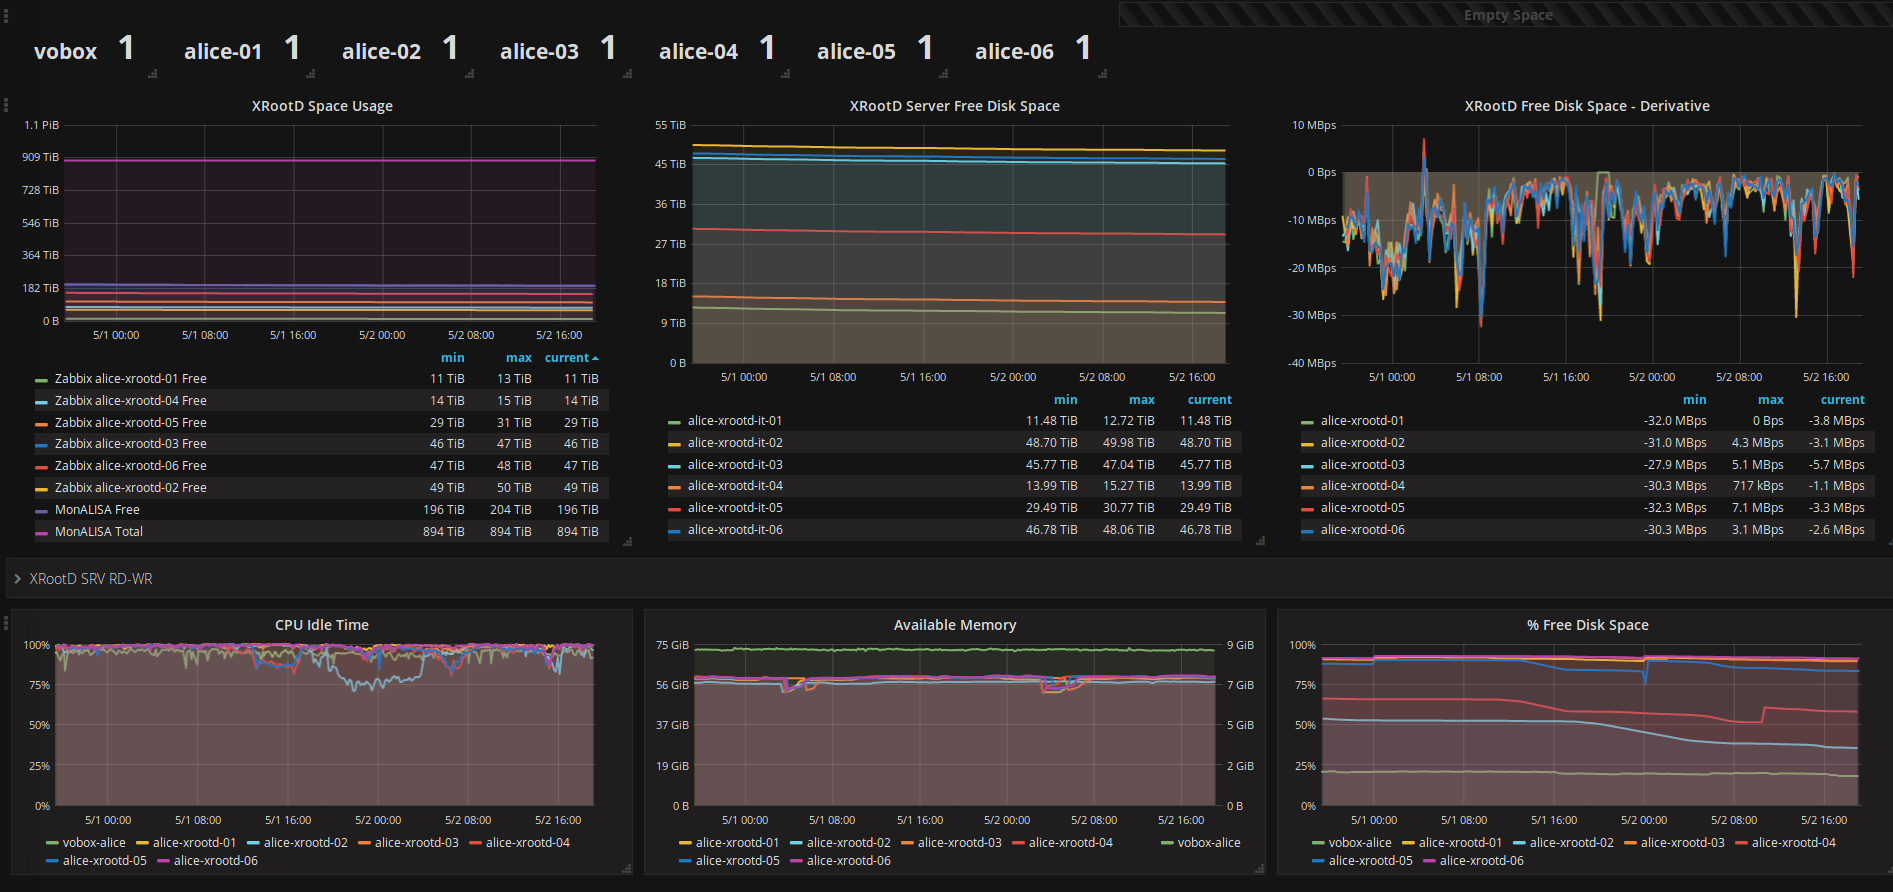 Empty Space
vobox 1 alice-01 1 alice-02 1 alice-03 1 alice-04 1 alice-05 1 alice-06 1
XRootD Space Usage
1.1 PiB
909 TiB
728 TiB
546 TiB
364 TiB
182 TiB
0 B
5/1 00:00 5/1 08:00 5/1 16:00 5/2 00:00 5/2 08:00 5/2 16:00
min max current
Zabbix alice-xrootd-01 Free 11 TiB 13 TiB 11 TiB
Zabbix alice-xrootd-04 Free 14 TiB 15 TiB 14 TiB
Zabbix alice-xrootd-05 Free 29 TiB 31 TiB 29 TiB
Zabbix alice-xrootd-03 Free 46 TiB 47 TiB 46 TiB
Zabbix alice-xrootd-06 Free 47 TiB 48 TiB 47 TiB
Zabbix alice-xrootd-02 Free 49 TiB 50 TiB 49 TiB
MonALISA Free 196 TiB 204 TiB 196 TiB
MonALISA Total 894 TiB 894 TiB 894 TiB
XRootD Server Free Disk Space
55 TiB
45 TiB
36 TiB
27 TiB
18 TiB
9 TiB
0 B
5/1 00:00 5/1 08:00 5/1 16:00 5/2 00:00 5/2 08:00 5/2 16:00
min max current
alice-xrootd-it-01 11.48 TiB 12.72 TiB 11.48 TiB
alice-xrootd-it-02 48.70 TiB 49.98 TiB 48.70 TiB
alice-xrootd-it-03 45.77 TiB 47.04 TiB 45.77 TiB
alice-xrootd-it-04 13.99 TiB 15.27 TiB 13.99 TiB
alice-xrootd-it-05 29.49 TiB 30.77 TiB 29.49 TiB
alice-xrootd-it-06 46.78 TiB 48.06 TiB 46.78 TiB
XRootD Free Disk Space - Derivative
10 MBps
0 Bps
-10 MBps
-20 MBps
-30 MBps
-40 MBps
5/1 00:00 5/1 08:00 5/1 16:00 5/2 00:00 5/2 08:00 5/2 16:00
min max current
alice-xrootd-01 -32.0 MBps 0 Bps -3.8 MBps
alice-xrootd-02 -31.0 MBps 4.3 MBps -3.1 MBps
alice-xrootd-03 -27.9 MBps 5.1 MBps -5.7 MBps
alice-xrootd-04 -30.3 MBps 717 kBps -1.1 MBps
alice-xrootd-05 -32.3 MBps 7.1 MBps -3.3 MBps
alice-xrootd-06 -30.3 MBps 3.1 MBps -2.6 MBps
XRootD SRV RD-WR
CPU Idle Time
100%
75%
50%
25%
0%
5/1 00:00 5/1 08:00 5/1 16:00 5/2 00:00 5/2 08:00 5/2 16:00
vobox-alice alice-xrootd-01 alice-xrootd-02 alice-xrootd-03 alice-xrootd-04
alice-xrootd-05 alice-xrootd-06
Available Memory
75 GiB 9 GiB
56 GiB 7 GiB
37 GiB 5 GiB
19 GiB 2 GiB
0 B 0 B
5/1 00:00 5/1 08:00 5/1 16:00 5/2 00:00 5/2 08:00 5/2 16:00
alice-xrootd-01 alice-xrootd-02 alice-xrootd-03 alice-xrootd-04 vobox-alice
alice-xrootd-05 alice-xrootd-06
% Free Disk Space
100%
75%
50%
25%
0%
5/1 00:00 5/1 08:00 5/1 16:00 5/2 00:00 5/2 08:00 5/2 16:00
vobox-alice alice-xrootd-01 alice-xrootd-02 alice-xrootd-03 alice-xrootd-04
alice-xrootd-05 alice-xrootd-06